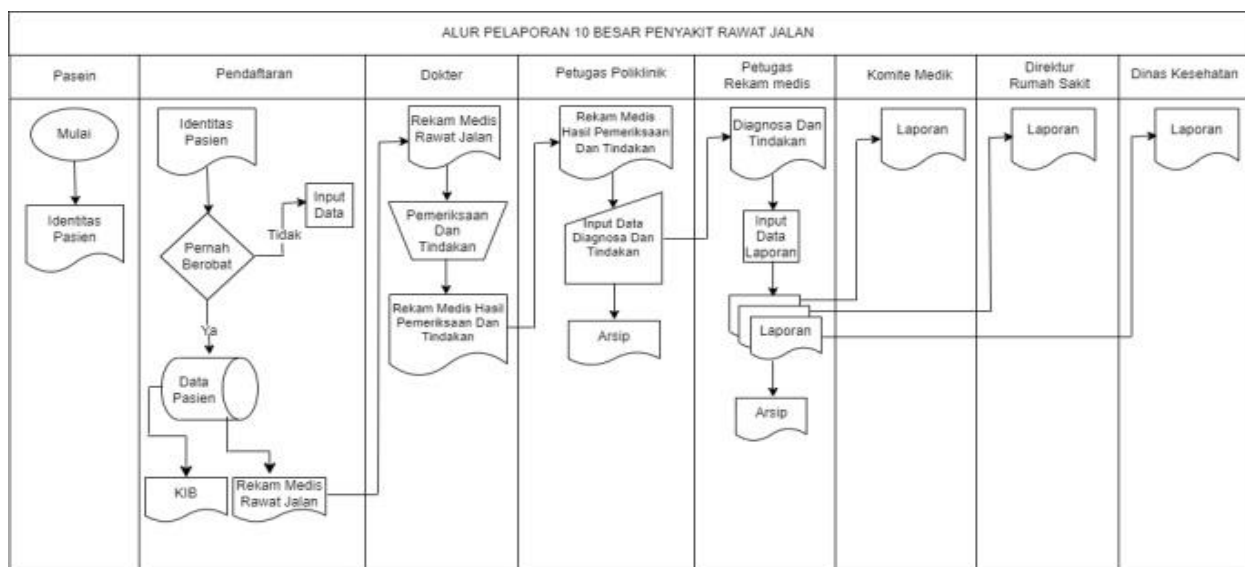 ALUR PELAPORAN 10 BESAR PENYAKIT RAWAT JALAN
Pasein
Pendaftaran
Dokter
Petugas Poliklinik
Petugas
Rekam medis
Komite Medik
Direktur
Rumah Sakit
Dinas Kesehatan
Mulai
Identitas
Pasien
Identitas
Pasien
Pernah
Berobat
Tidak
Input
Data
Ya
Data
Pasien
KIB
Rekam Medis
Rawat Jalan
Rekam Medis
Rawat Jalan
Pemeriksaan
Dan
Tindakan
Rekam Medis Hasil
Pemeriksaan Dan
Tindakan
Rekam Medis
Hasil Pemeriksaan
Dan Tindakan
Input Data
Diagnosa Dan
Tindakan
Arsip
Diagnosa Dan
Tindakan
Input
Data
Laporan
Laporan
Arsip
Laporan
Laporan
Laporan